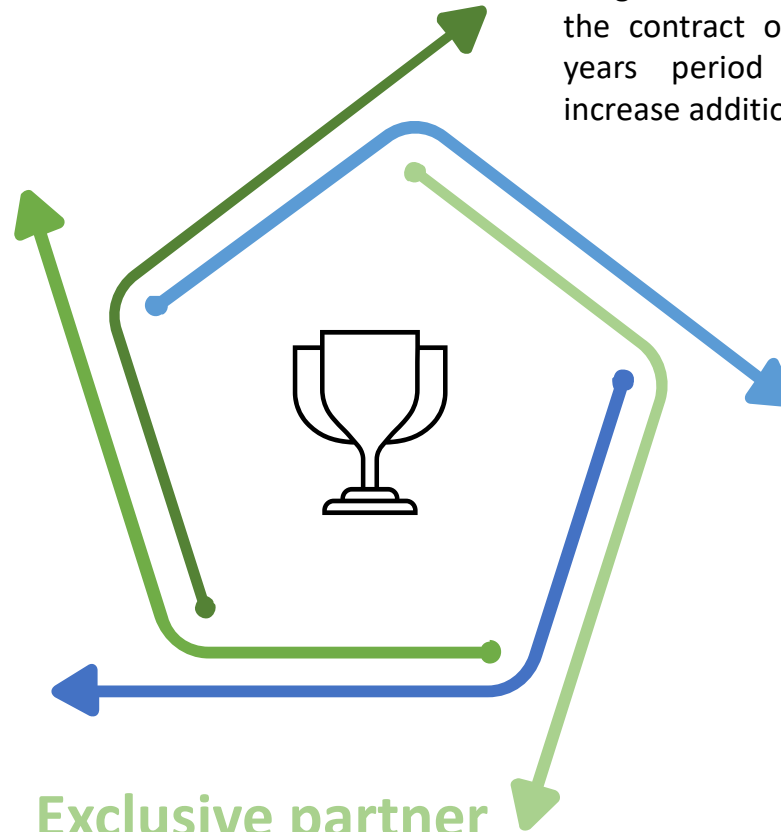 the contract o
years period
increase additio
Exclusive partner